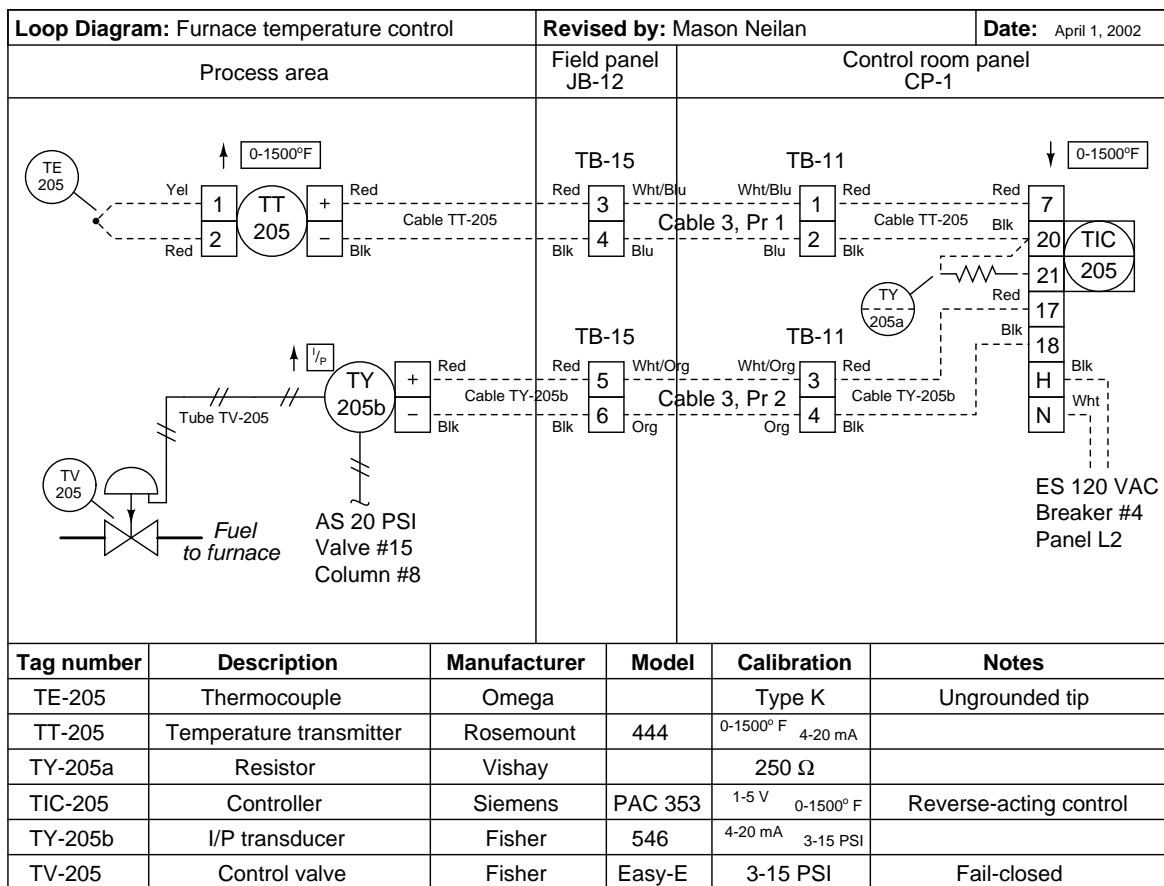 Loop Diagram: Furnace temperature control Revised by: Mason Neilan Date: April 1, 2002
Process area
Field panel
JB-12
Control room panel
CP-1
TE
205
Yel
Red
0-1500°F
1
2
TT
205
+
−
Red
Blk
Cable TT-205
TB-15
Red 3 Wht/Blu
Blk 4 Blu
Cable 3, Pr 1
TB-11
Wht/Blu 1 Red
Blu 2 Blk
Cable TT-205
0-1500°F
Red 7
Blk 20
21
Red 17
Blk 18
H Blk
N Wht
TIC
205
TY
205a
I/P
TY
205b
+
−
Red
Blk
Cable TY-205b
TB-15
Red 5 Wht/Org
Blk 6 Org
Cable 3, Pr 2
TB-11
Wht/Org 3 Red
Org 4 Blk
Cable TY-205b
Tube TV-205
TV
205
Fuel
to furnace
AS 20 PSI
Valve #15
Column #8
ES 120 VAC
Breaker #4
Panel L2
Tag number Description Manufacturer Model Calibration Notes
TE-205 Thermocouple Omega Type K Ungrounded tip
TT-205 Temperature transmitter Rosemount 444 0-1500° F 4-20 mA
TY-205a Resistor Vishay 250 Ω
TIC-205 Controller Siemens PAC 353 1-5 V 0-1500° F Reverse-acting control
TY-205b I/P transducer Fisher 546 4-20 mA 3-15 PSI
TV-205 Control valve Fisher Easy-E 3-15 PSI Fail-closed